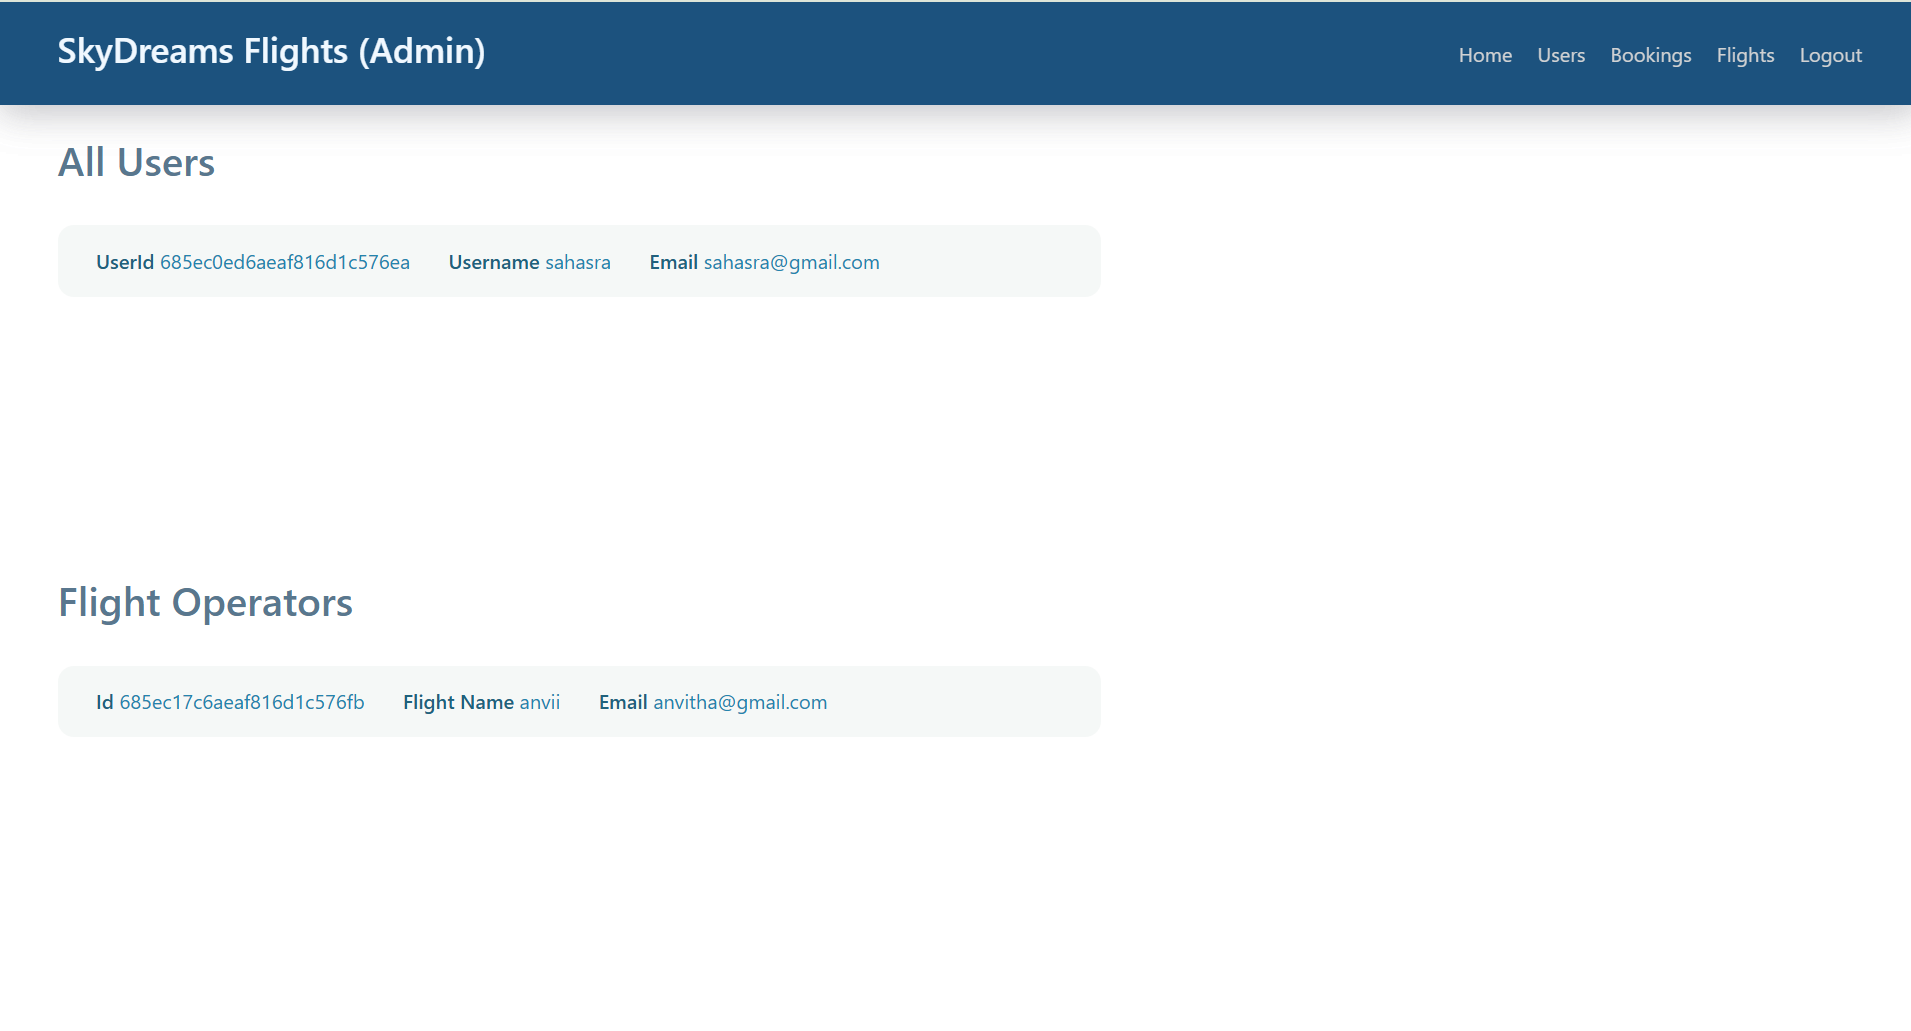 SkyDreams Flights (Admin)
Home Users Bookings Flights Logout
All Users
UserId 685ec0ed6aeaf816d1c576ea Username sahasra Email sahasra@gmail.com
Flight Operators
Id 685ec17c6aeaf816d1c576fb Flight Name anvii Email anvitha@gmail.com